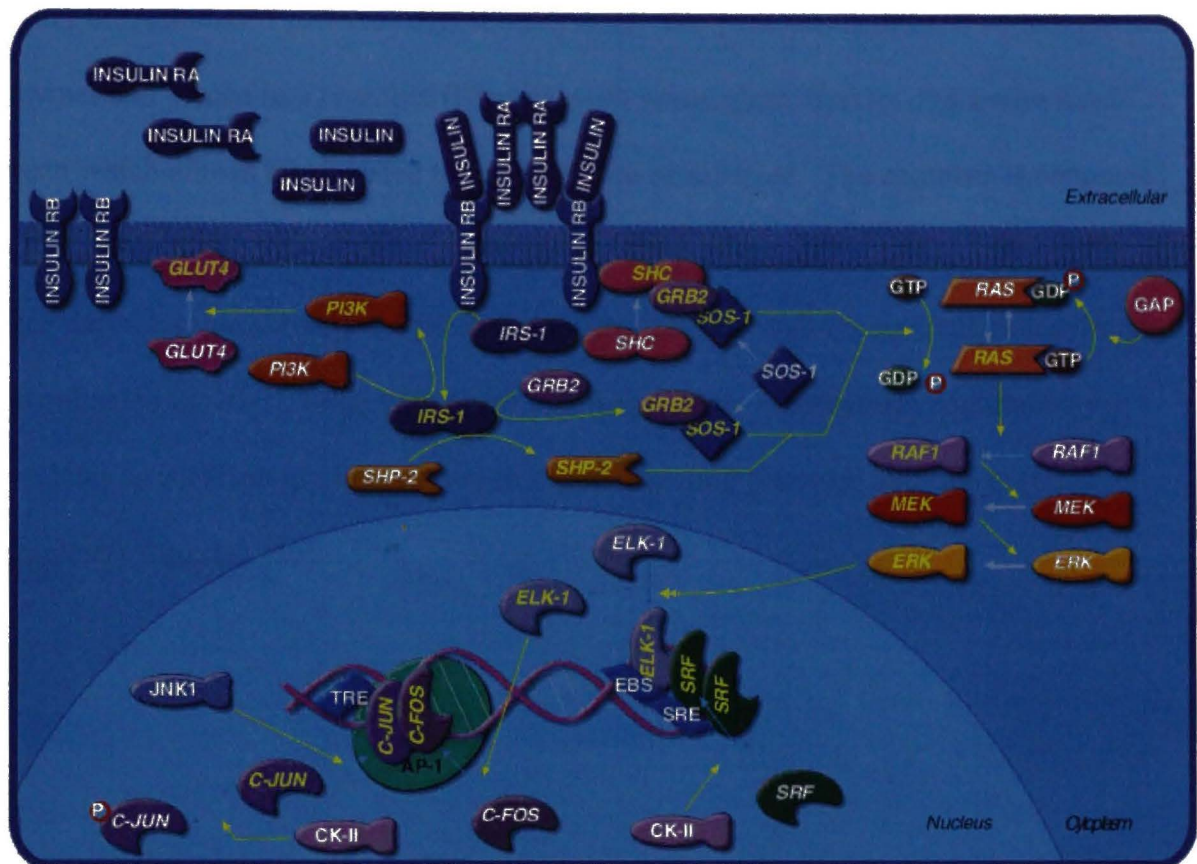 INSULIN RA
INSULIN RA
INSULIN
INSULIN
INSULIN
INSULIN RA
INSULIN RA
INSULIN
Extracellular
INSULIN RB
INSULIN RB
INSULIN RB
INSULIN RB
GLUT4
SHC
GRB2
SOS-1
GTP
RAS
GDP
P
GAP
PI3K
IRS-1
SHC
GLUT4
PI3K
GRB2
SOS-1
RAS
GTP
GDP
P
IRS-1
GRB2
SOS-1
SHP-2
SHP-2
RAF1
RAF1
MEK
MEK
ERK
ERK
ELK-1
ELK-1
ELK-1
SRF
SRF
JNK1
TRE
C-JUN
C-FOS
AP-1
EBS
SRE
C-JUN
P
C-JUN
CK-II
C-FOS
CK-II
SRF
Nucleus
Cytoplasm